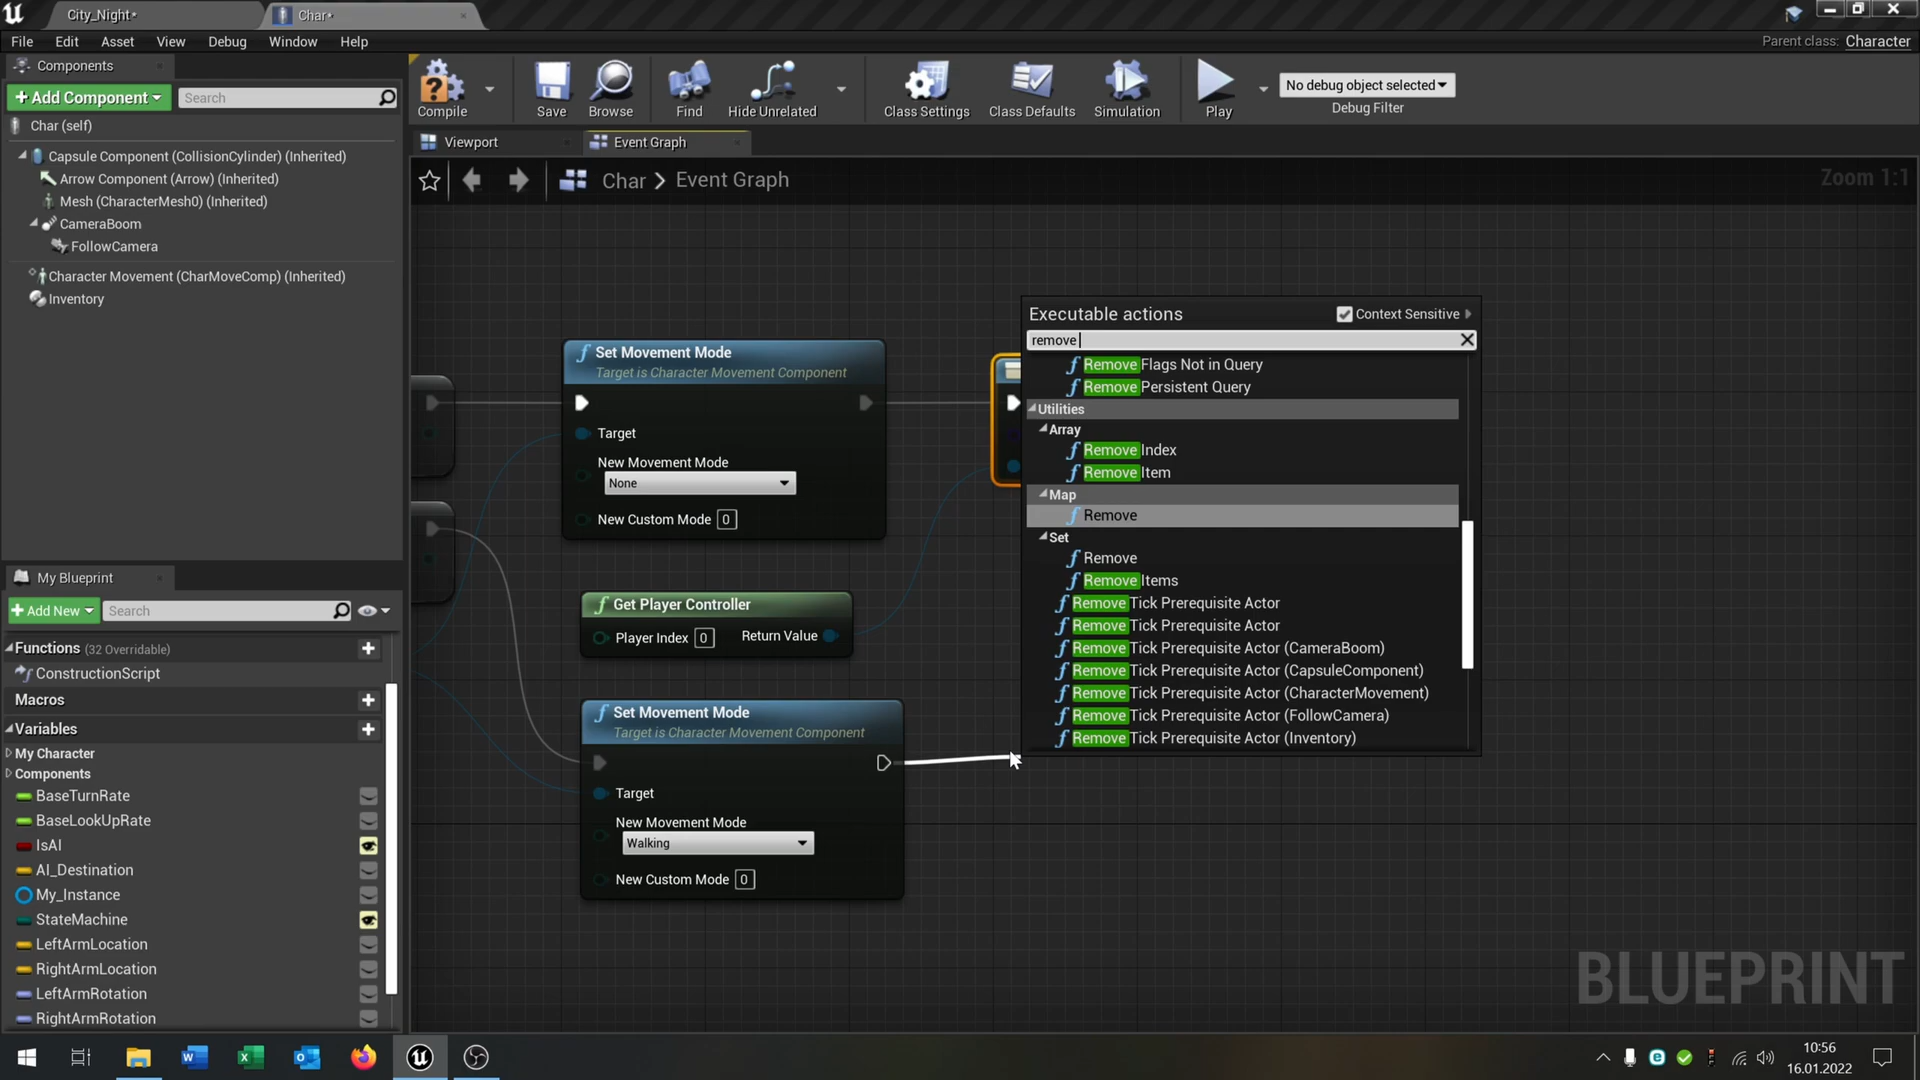 City_Night*
Char*
File Edit Asset View Debug Window Help
Parent class: Character
Components
+ Add Component
Search
Char (self)
Capsule Component (CollisionCylinder) (Inherited)
Arrow Component (Arrow) (Inherited)
Mesh (CharacterMesh0) (Inherited)
CameraBoom
FollowCamera
Character Movement (CharMoveComp) (Inherited)
Inventory
Compile
Save
Browse
Find
Hide Unrelated
Class Settings
Class Defaults
Simulation
Play
No debug object selected
Debug Filter
Viewport
Event Graph
Char > Event Graph
Zoom 1:1
Set Movement Mode
Target is Character Movement Component
Target
New Movement Mode
None
New Custom Mode 0
Get Player Controller
Player Index 0
Return Value
Set Movement Mode
Target is Character Movement Component
Target
New Movement Mode
Walking
New Custom Mode 0
Executable actions
Context Sensitive
remove
Remove Flags Not in Query
Remove Persistent Query
Utilities
Array
Remove Index
Remove Item
Map
Remove
Set
Remove
Remove Items
Remove Tick Prerequisite Actor
Remove Tick Prerequisite Actor
Remove Tick Prerequisite Actor (CameraBoom)
Remove Tick Prerequisite Actor (CapsuleComponent)
Remove Tick Prerequisite Actor (CharacterMovement)
Remove Tick Prerequisite Actor (FollowCamera)
Remove Tick Prerequisite Actor (Inventory)
BLUEPRINT
My Blueprint
+ Add New
Search
Functions (32 Overridable)
ConstructionScript
Macros
Variables
My Character
Components
BaseTurnRate
BaseLookUpRate
IsAI
AI_Destination
My_Instance
StateMachine
LeftArmLocation
RightArmLocation
LeftArmRotation
RightArmRotation
10:56
16.01.2022